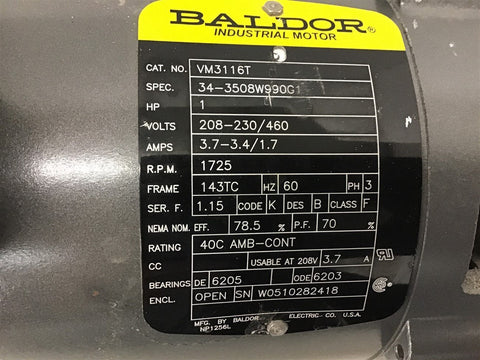 BALDOR®
INDUSTRIAL MOTOR
CAT. NO. VM3116T
SPEC. 34-3508W990G1
HP 1
VOLTS 208-230/460
AMPS 3.7-3.4/1.7
R.P.M. 1725
FRAME 143TC HZ 60 PH 3
SER. F. 1.15 CODE K DES B CLASS F
NEMA NOM. EFF. 78.5 % P.F. 70 %
RATING 40C AMB-CONT
CC USABLE AT 208V 3.7 A
BEARINGS DE 6205 ODE 6203
ENCL. OPEN SN W0510282418
MFG. BY BALDOR ELECTRIC CO. U.S.A.
NP1256L